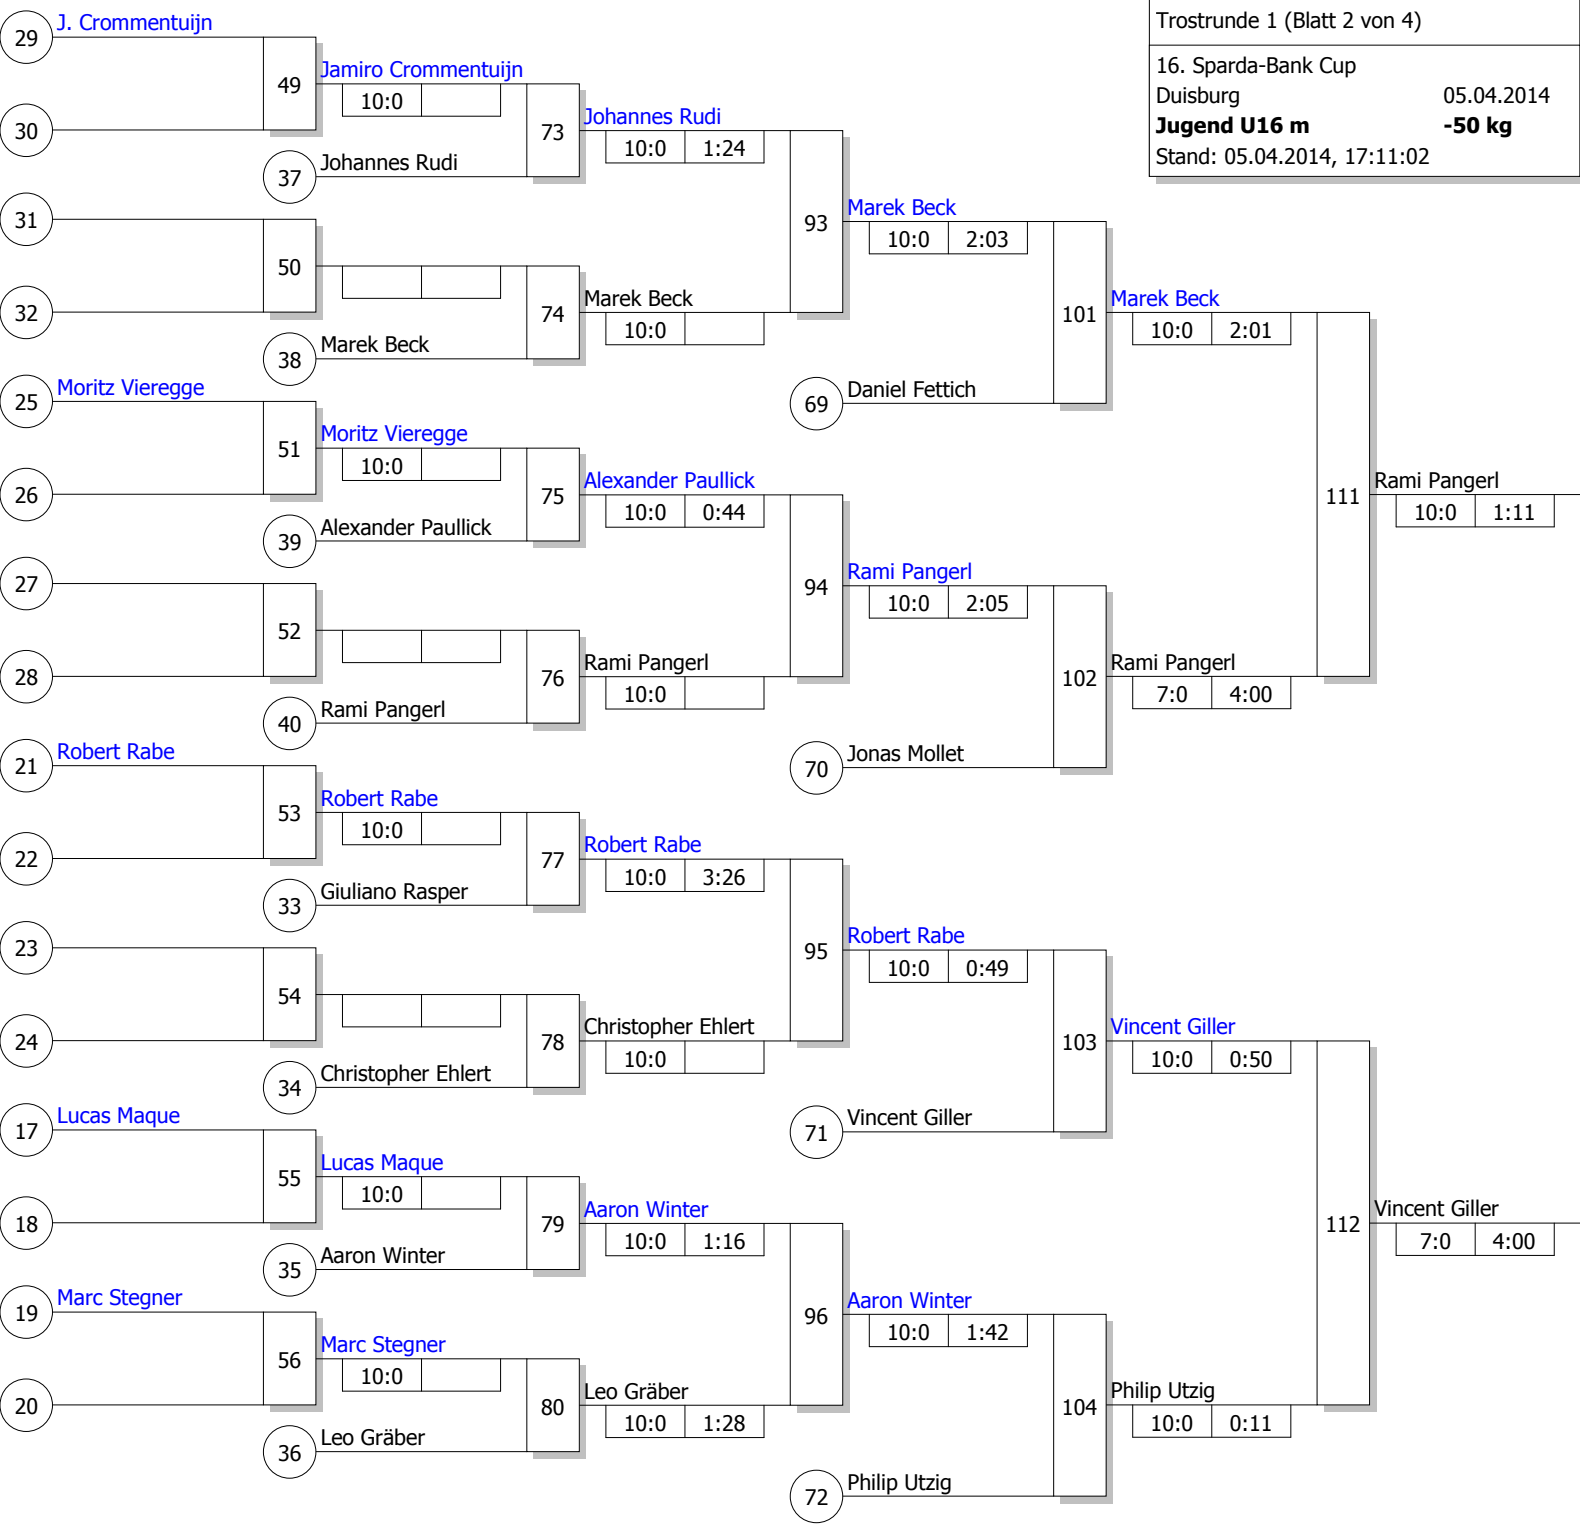 Trostrunde 1 (Blatt 2 von 4)
16. Sparda-Bank Cup
Duisburg 05.04.2014
Jugend U16 m -50 kg
Stand: 05.04.2014, 17:11:02
29 J. Crommentuijn
49 Jamiro Crommentuijn
10:0
30
73 Johannes Rudi
10:0 1:24
37 Johannes Rudi
31
93 Marek Beck
10:0 2:03
50
32
74 Marek Beck
10:0
38 Marek Beck
101 Marek Beck
10:0 2:01
69 Daniel Fettich
25 Moritz Vieregge
51 Moritz Vieregge
10:0
26
75 Alexander Paullick
10:0 0:44
39 Alexander Paullick
111 Rami Pangerl
10:0 1:11
27
94 Rami Pangerl
10:0 2:05
52
28
76 Rami Pangerl
10:0
40 Rami Pangerl
102 Rami Pangerl
7:0 4:00
70 Jonas Mollet
21 Robert Rabe
53 Robert Rabe
10:0
22
77 Robert Rabe
10:0 3:26
33 Giuliano Rasper
23
95 Robert Rabe
10:0 0:49
54
24
78 Christopher Ehlert
10:0
34 Christopher Ehlert
103 Vincent Giller
10:0 0:50
71 Vincent Giller
17 Lucas Maque
55 Lucas Maque
10:0
18
79 Aaron Winter
10:0 1:16
35 Aaron Winter
112 Vincent Giller
7:0 4:00
19 Marc Stegner
96 Aaron Winter
10:0 1:42
56 Marc Stegner
10:0
20
80 Leo Gräber
10:0 1:28
36 Leo Gräber
104 Philip Utzig
10:0 0:11
72 Philip Utzig